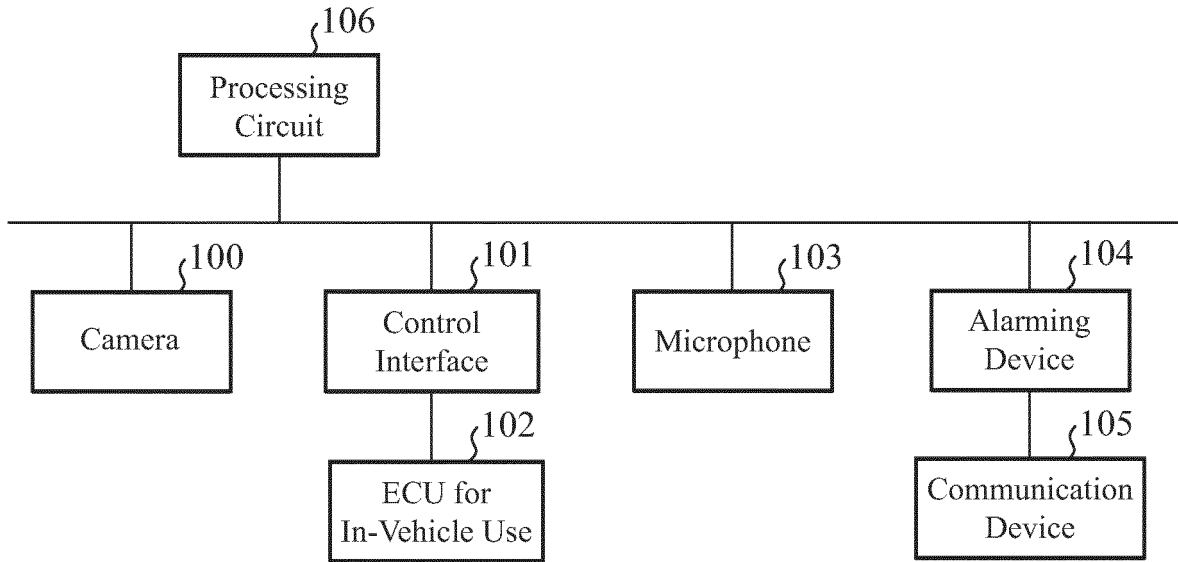 106
Processing
Circuit
100
101
103
104
Camera
Control
Interface
Microphone
Alarming
Device
102
105
ECU for
In-Vehicle Use
Communication
Device